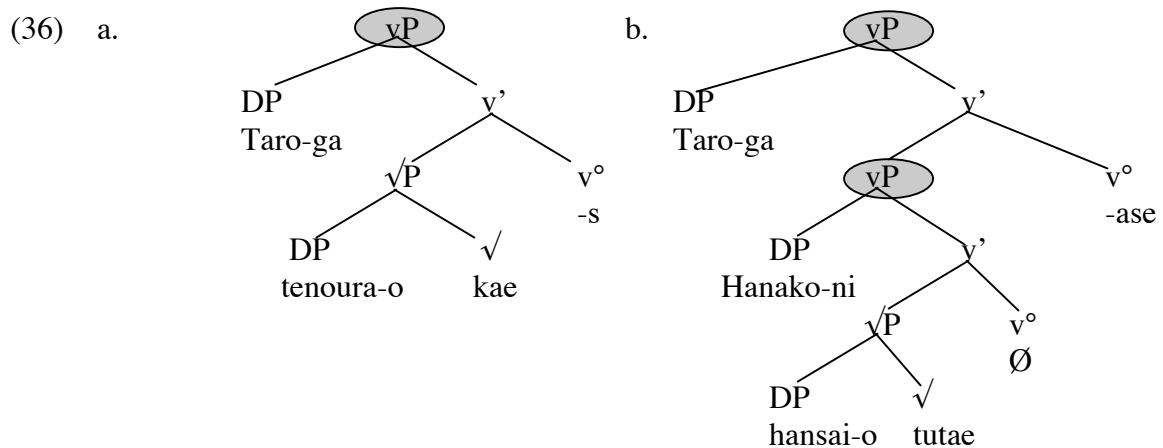 (36) a. vP b. vP
DP v’ DP v’
Taro-ga Taro-ga
√P v° vP v°
-s -ase
DP √ DP v’
tenoura-o kae Hanako-ni
√P v°
Ø
DP √
hansai-o tutae